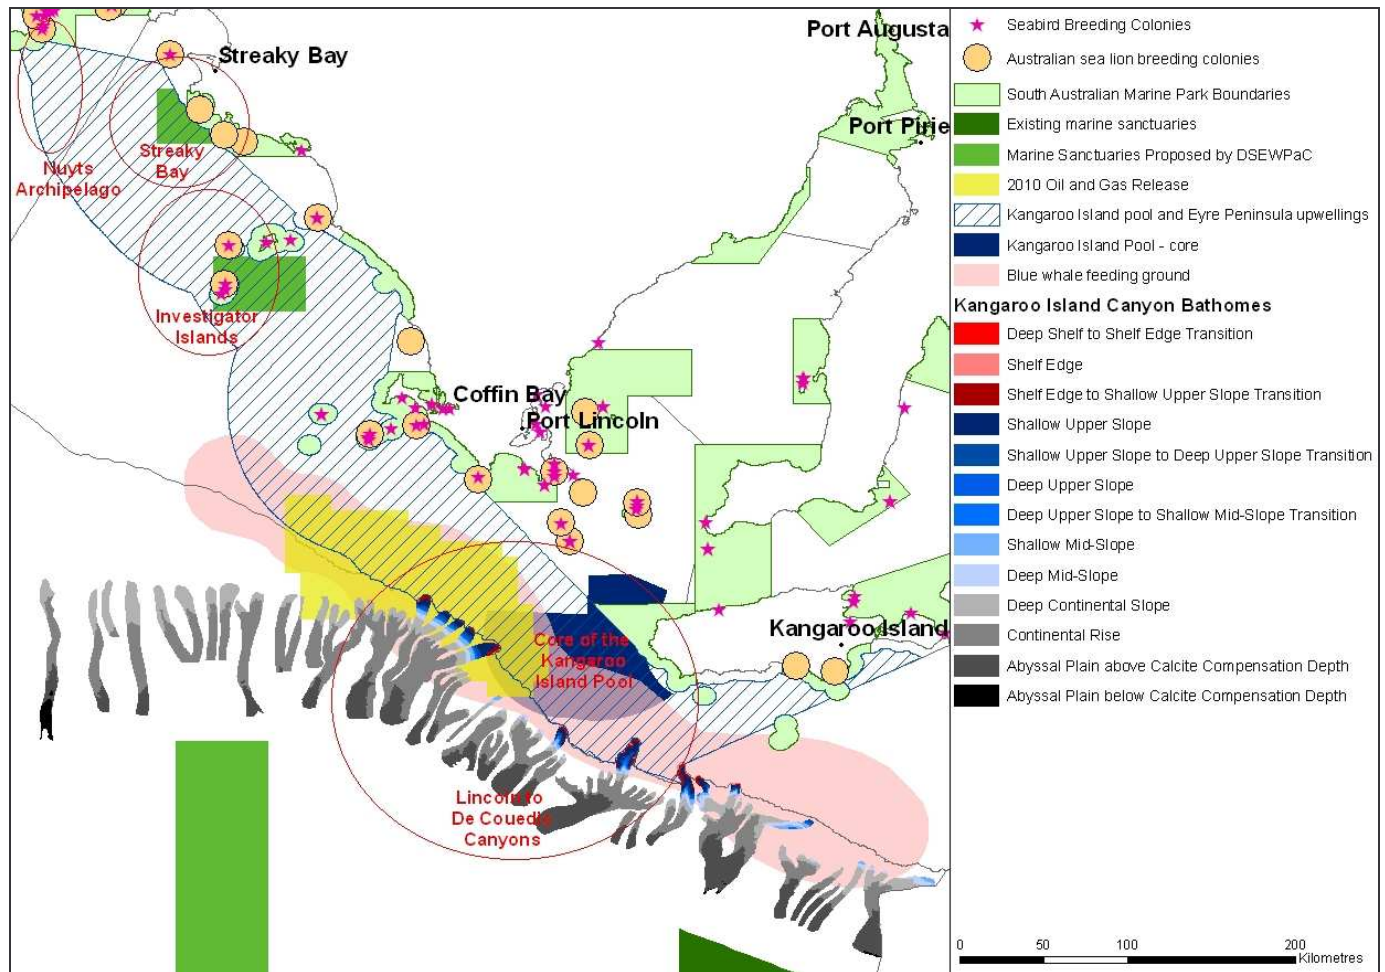 Port Augusta
Streaky Bay
Port Pirie
Streaky
Bay
Nuyts
Archipelago
Investigator
Islands
Coffin Bay
Port Lincoln
Kangaroo Island
Core of the
Kangaroo
Island Pool
Lincoln to
De Couedic
Canyons
Seabird Breeding Colonies
Australian sea lion breeding colonies
South Australian Marine Park Boundaries
Existing marine sanctuaries
Marine Sanctuaries Proposed by DSEWPaC
2010 Oil and Gas Release
Kangaroo Island pool and Eyre Peninsula upwellings
Kangaroo Island Pool - core
Blue whale feeding ground
Kangaroo Island Canyon Bathomes
Deep Shelf to Shelf Edge Transition
Shelf Edge
Shelf Edge to Shallow Upper Slope Transition
Shallow Upper Slope
Shallow Upper Slope to Deep Upper Slope Transition
Deep Upper Slope
Deep Upper Slope to Shallow Mid-Slope Transition
Shallow Mid-Slope
Deep Mid-Slope
Deep Continental Slope
Continental Rise
Abyssal Plain above Calcite Compensation Depth
Abyssal Plain below Calcite Compensation Depth
0 50 100 200
Kilometres